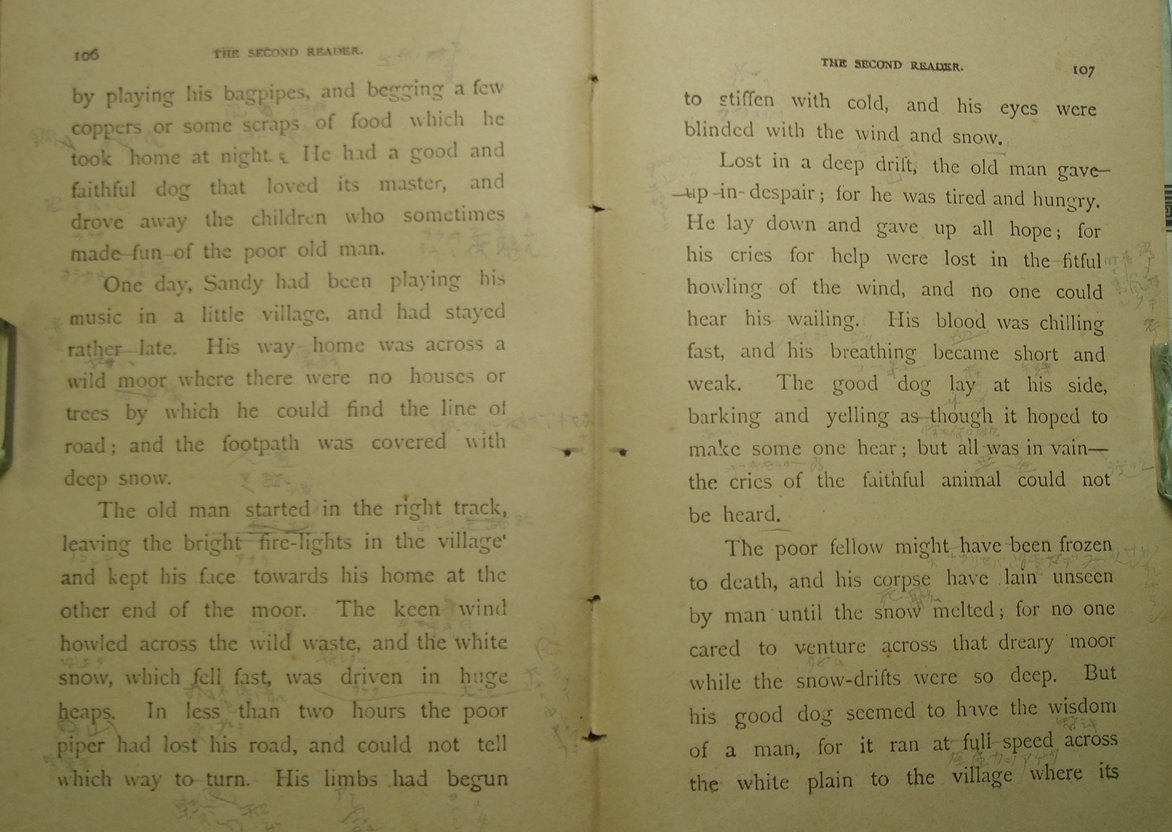 106
THE SECOND READER.
by playing his bagpipes, and begging a few
coppers or some scraps of food which he
took home at night. He had a good and
faithful dog that loved its master, and
drove away the children who sometimes
made fun of the poor old man.
One day, Sandy had been playing his
music in a little village, and had stayed
rather late. His way home was across a
wild moor where there were no houses or
trees by which he could find the line of
road; and the footpath was covered with
deep snow.
The old man started in the right track,
leaving the bright fire-lights in the village'
and kept his face towards his home at the
other end of the moor. The keen wind
howled across the wild waste, and the white
snow, which fell fast, was driven in huge
heaps. In less than two hours the poor
piper had lost his road, and could not tell
which way to turn. His limbs had begun
THE SECOND READER.
107
to stiffen with cold, and his eyes were
blinded with the wind and snow.
Lost in a deep drift, the old man gave
up in despair; for he was tired and hungry.
He lay down and gave up all hope; for
his cries for help were lost in the fitful
howling of the wind, and no one could
hear his wailing. His blood was chilling
fast, and his breathing became short and
weak. The good dog lay at his side,
barking and yelling as though it hoped to
make some one hear; but all was in vain—
the cries of the faithful animal could not
be heard.
The poor fellow might have been frozen
to death, and his corpse have lain unseen
by man until the snow melted; for no one
cared to venture across that dreary moor
while the snow-drifts were so deep. But
his good dog seemed to have the wisdom
of a man, for it ran at full speed across
the white plain to the village where its